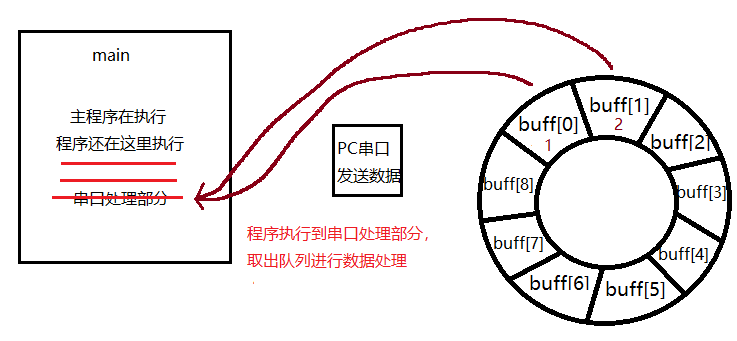 main
主程序在执行
程序还在这里执行
串口处理部分
PC串口
发送数据
程序执行到串口处理部分，
取出队列进行数据处理
buff[0]
1
buff[1]
2
buff[2]
buff[3]
buff[4]
buff[5]
buff[6]
buff[7]
buff[8]